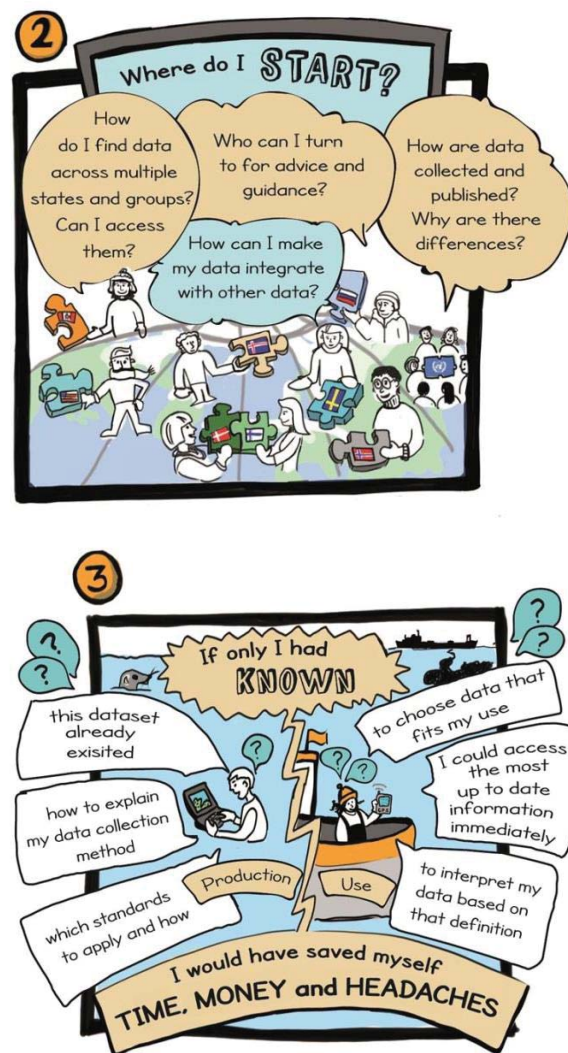 2
Where do I START?
How
do I find data
across multiple
states and groups?
Can I access
them?
Who can I turn
to for advice and
guidance?
How are data
collected and
published?
Why are there
differences?
How can I make
my data integrate
with other data?
3
?
?
?
?
If only I had
KNOWN
this dataset
already
exisited
to choose data that
fits my use
?
?
?
I could access
the most
up to date
information
immediately
how to explain
my data collection
method
Production
Use
to interpret my
data based on
that definition
which standards
to apply and how
I would have saved myself
TIME, MONEY and HEADACHES